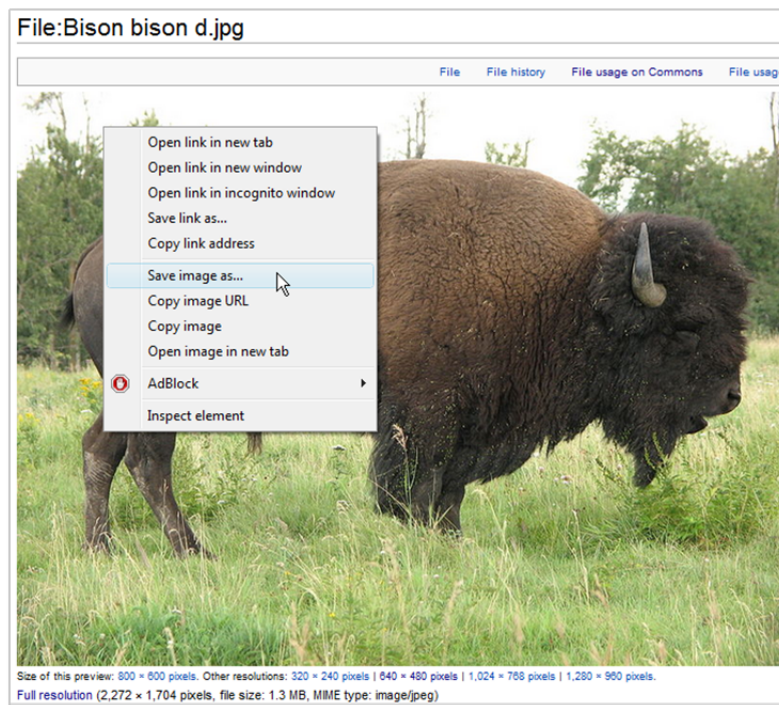 File:Bison bison d.jpg
File File history File usage on Commons File usag
Open link in new tab
Open link in new window
Open link in incognito window
Save link as...
Copy link address
Save image as...
Copy image URL
Copy image
Open image in new tab
AdBlock
Inspect element
Size of this preview: 800 × 600 pixels. Other resolutions: 320 × 240 pixels | 640 × 480 pixels | 1,024 × 768 pixels | 1,280 × 960 pixels.
Full resolution (2,272 × 1,704 pixels, file size: 1.3 MB, MIME type: image/jpeg)